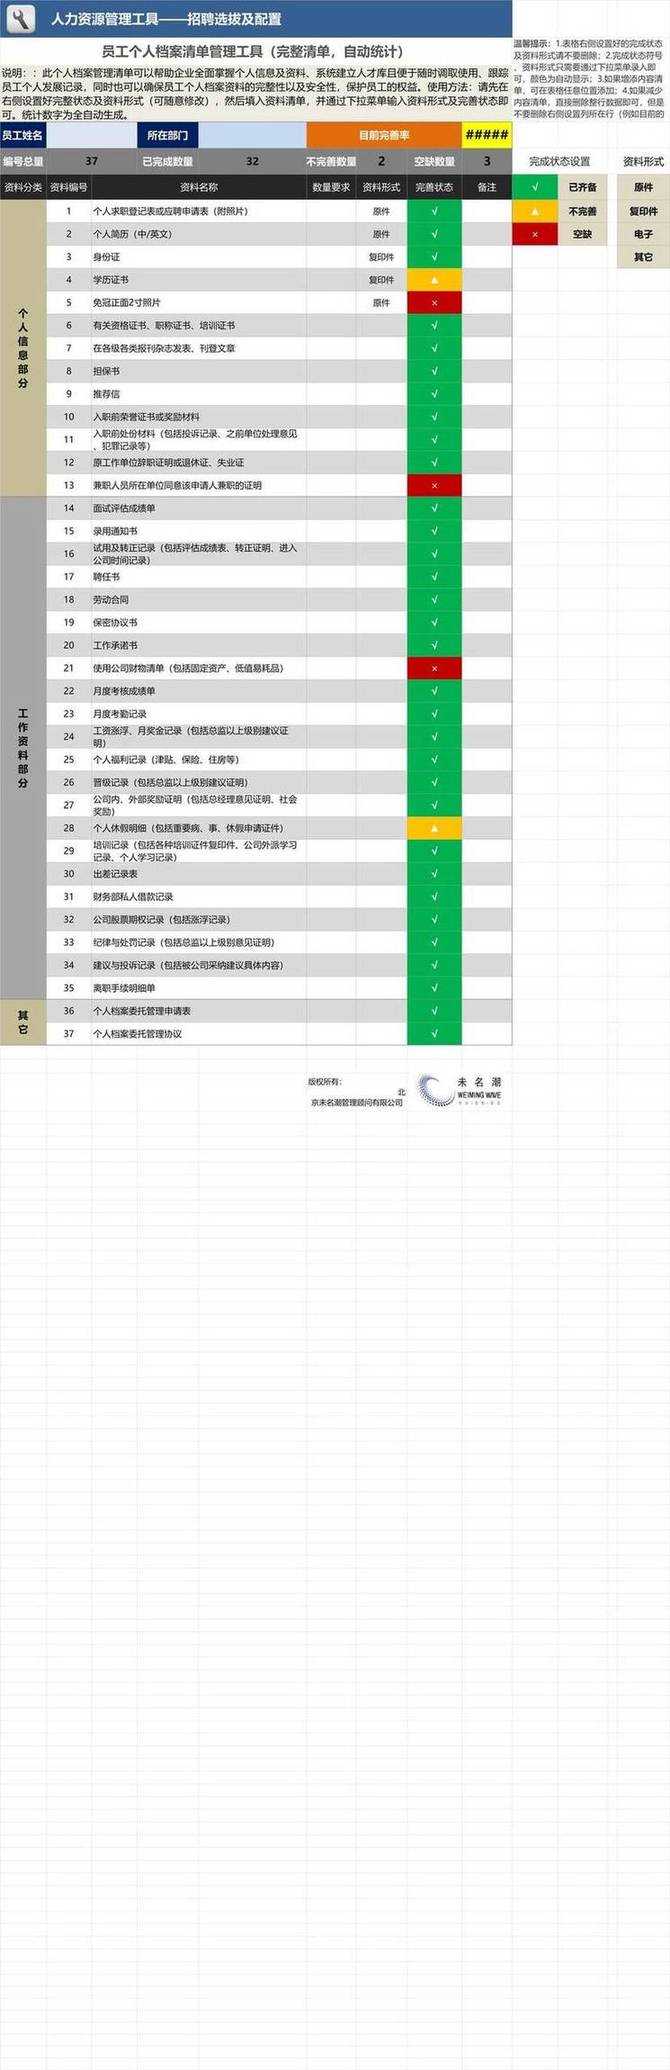 人力资源管理工具——招聘选拔及配置
员工个人档案清单管理工具（完整清单，自动统计）
说明：：此个人档案管理清单可以帮助企业全面掌握个人信息及资料、系统建立人才库且便于随时调取使用、跟踪
员工个人发展记录，同时也可以确保员工个人档案资料的完整性以及安全性，保护员工的权益。使用方法：请先在
右侧设置好完整状态及资料形式（可随意修改），然后填入资料清单，并通过下拉菜单输入资料形式及完善状态即
可。统计数字为全自动生成。
温馨提示：1.表格右侧设置好的完成状态
及资料形式请不要删除；2.完成状态符号
、资料形式只需要通过下拉菜单录入即
可，颜色为自动显示；3.如果增添内容清
单，可在表格任意位置添加；4.如果减少
内容清单，直接删除整行数据即可，但是
不要删除右侧设置列所在行（例如目前的
员工姓名 所在部门 目前完善率 #####
编号总量 37 已完成数量 32 不完善数量 2 空缺数量 3 完成状态设置 资料形式
资料分类 资料编号 资料名称 数量要求 资料形式 完善状态 备注 √ 已齐备 原件
个人信息部分
1 个人求职登记表或应聘申请表（附照片） 原件 √ ▲ 不完善 复印件
2 个人简历（中/英文） 原件 √ × 空缺 电子
3 身份证 复印件 √ 其它
4 学历证书 复印件 ▲
5 免冠正面2寸照片 原件 ×
6 有关资格证书、职称证书、培训证书 √
7 在各级各类报刊杂志发表、刊登文章 √
8 担保书 √
9 推荐信 √
10 入职前荣誉证书或奖励材料 √
11 入职前处份材料（包括投诉记录、之前单位处理意见
、犯罪记录等） √
12 原工作单位辞职证明或退休证、失业证 √
13 兼职人员所在单位同意该申请人兼职的证明 ×
工作资料部分
14 面试评估成绩单 √
15 录用通知书 √
16 试用及转正记录（包括评估成绩表、转正证明、进入
公司时间记录） √
17 聘任书 √
18 劳动合同 √
19 保密协议书 √
20 工作承诺书 √
21 使用公司财物清单（包括固定资产、低值易耗品） ×
22 月度考核成绩单 √
23 月度考勤记录 √
24 工资涨浮、月奖金记录（包括总监以上级别建议证
明） √
25 个人福利记录（津贴、保险、住房等） √
26 晋级记录（包括总监以上级别建议证明） √
27 公司内、外部奖励证明（包括总经理意见证明、社会
奖励） √
28 个人休假明细（包括重要病、事、休假申请证件） ▲
29 培训记录（包括各种培训证件复印件、公司外派学习
记录、个人学习记录） √
30 出差记录表 √
31 财务部私人借款记录 √
32 公司股票期权记录（包括涨浮记录） √
33 纪律与处罚记录（包括总监以上级别意见证明） √
34 建议与投诉记录（包括被公司采纳建议具体内容） √
35 离职手续明细单 √
其它
36 个人档案委托管理申请表 √
37 个人档案委托管理协议 √
版权所有：
北
京未名潮管理顾问有限公司
未名潮
WEIMING WAVE